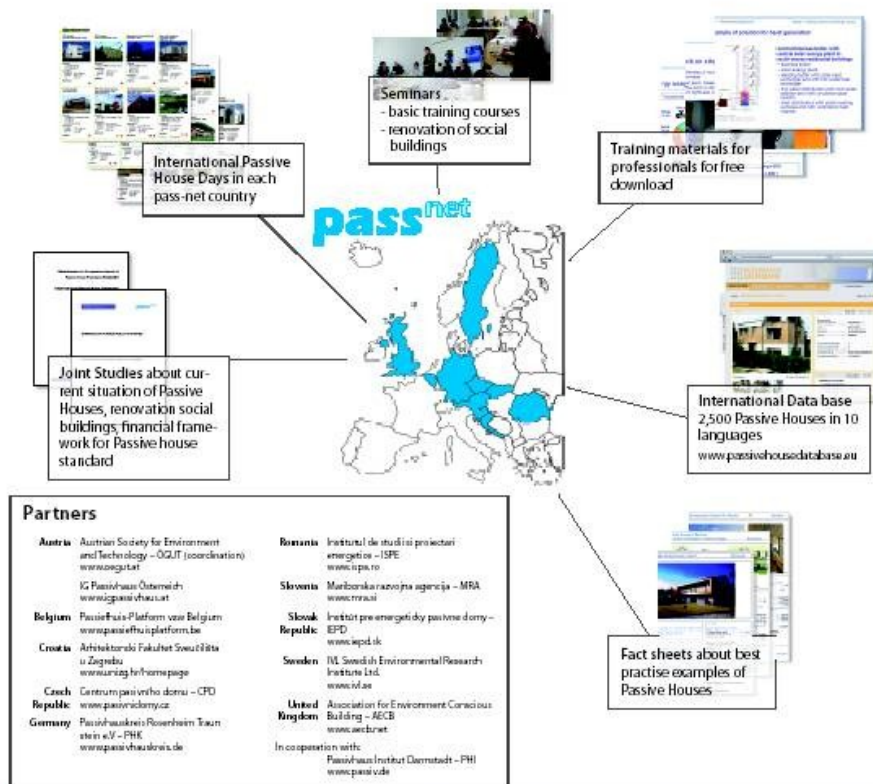 Seminars
- basic training courses
- renovation of social
buildings
International Passive
House Days in each
pass-net country
Training materials for
professionals for free
download
pass net
Joint Studies about cur-
rent situation of Passive
Houses, renovation social
buildings, financial frame-
work for Passive house
standard
International Data base
2,500 Passive Houses in 10
languages
www.passivehousedatabase.eu
Fact sheets about best
practise examples of
Passive Houses
Partners
Austria Austrian Society for Environment
and Technology – ÖGUT (coordination)
www.oegut.at
IG Passivhaus Österreich
www.igpassivhaus.at
Belgium Passiefhuis-Platform vzw Belgium
www.passiefhuisplatform.be
Croatia Arhitektonski Fakultet Sveučilišta
u Zagrebu
www.unizg.hr/homepage
Czech Centrum pasivního domu – CPD
Republic www.pasivnidomy.cz
Germany Passivhauskreis Rosenheim Traun
stein e.V – PHK
www.passivhauskreis.de
Romania Institutul de studii si proiectari
energetice – ISPE
www.ispe.ro
Slovenia Mariborska razvojna agencija – MRA
www.mra.si
Slovak Institút pre energeticky pasívne domy –
Republic IEPD
www.iepd.sk
Sweden IVL Swedish Environmental Research
Institute Ltd.
www.ivl.se
United Association for Environment Conscious
Kingdom Building – AECB
www.aecb.net
In cooperation with:
Passivhaus Institut Darmstadt – PHI
www.passiv.de